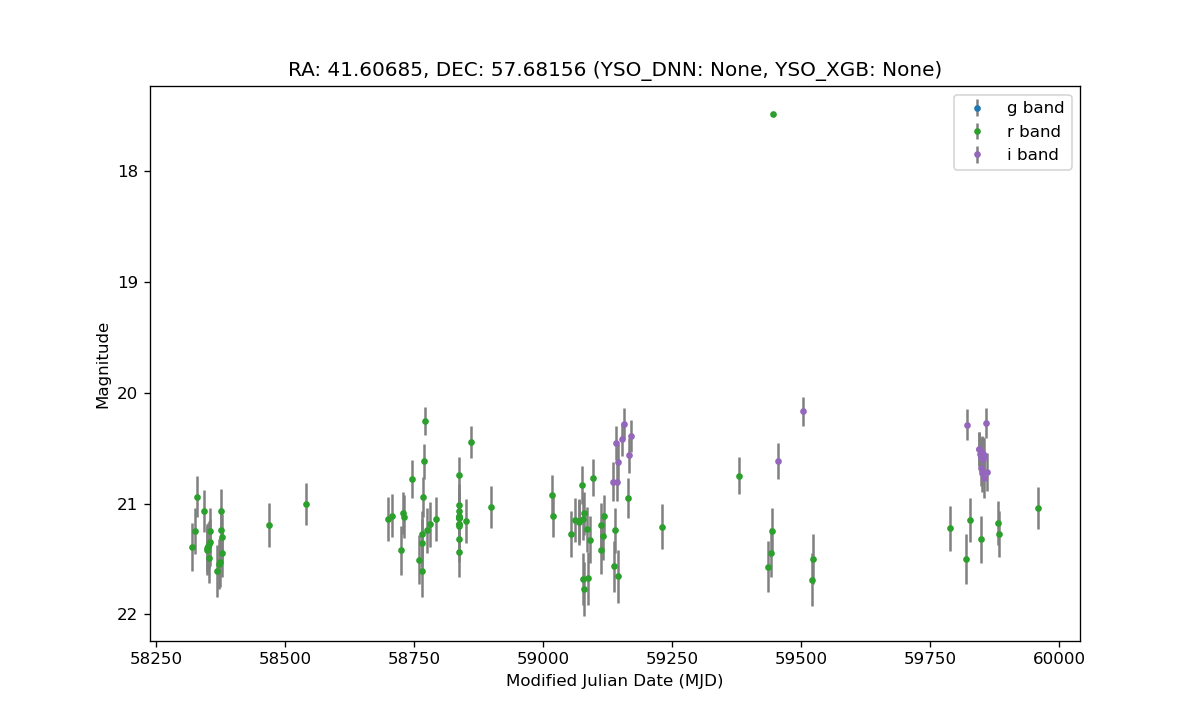 RA: 41.60685, DEC: 57.68156 (YSO_DNN: None, YSO_XGB: None)
g band
r band
i band
18
19
20
21
22
Magnitude
58250 58500 58750 59000 59250 59500 59750 60000
Modified Julian Date (MJD)